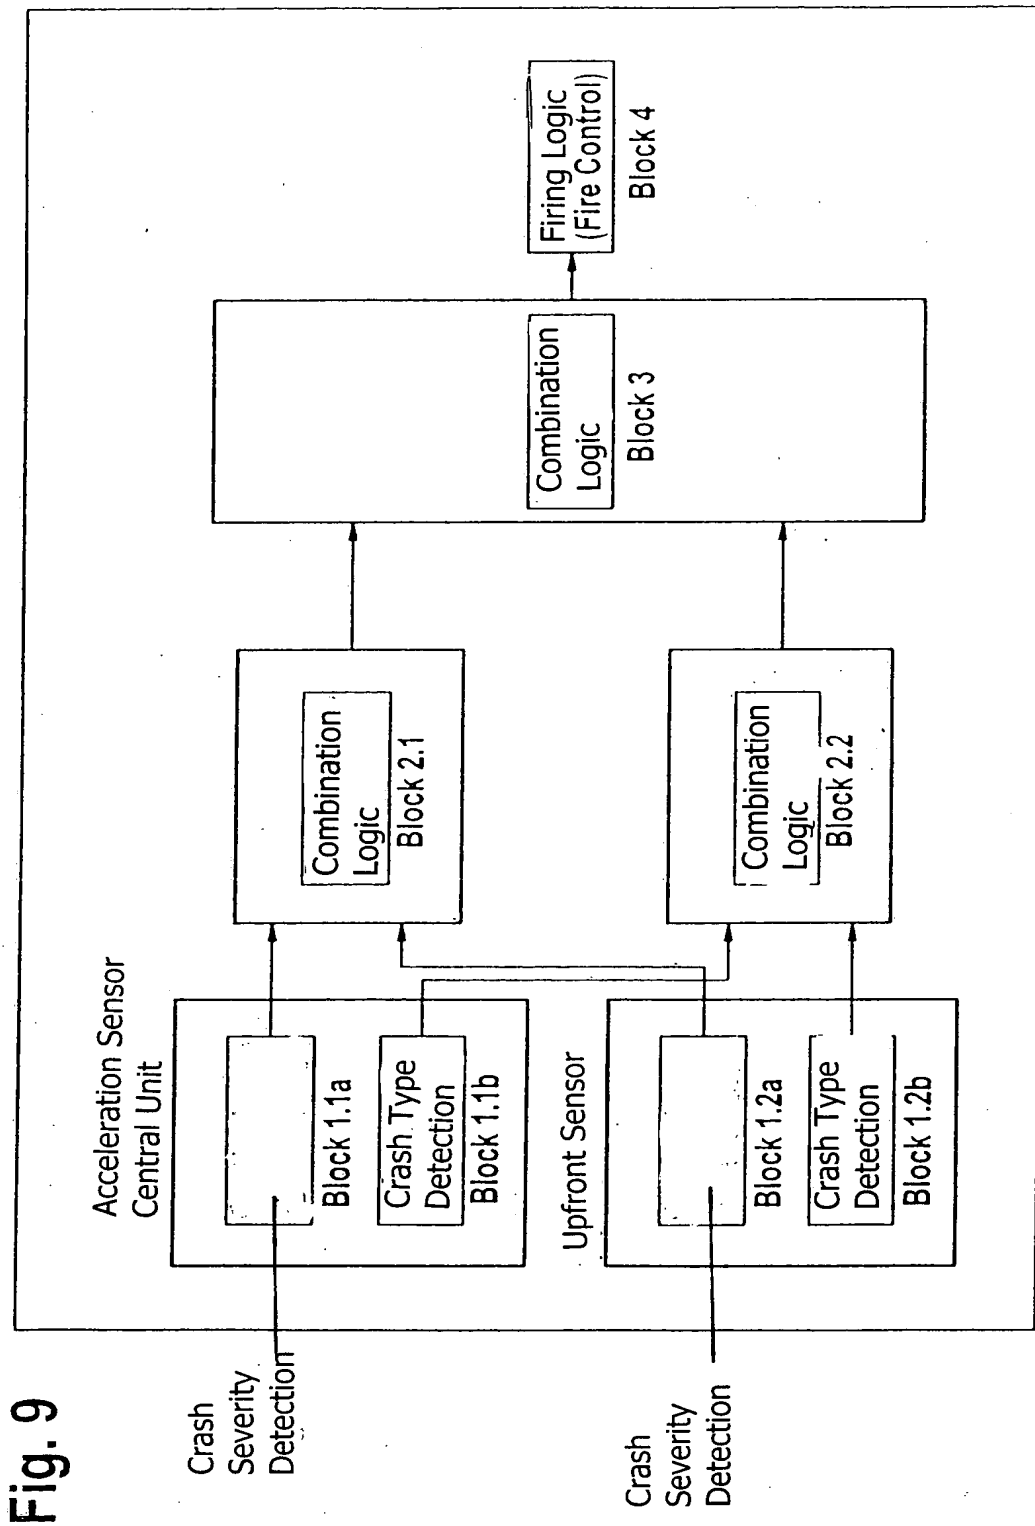 Fig. 9
Crash
Severity
Detection
Crash
Severity
Detection
Acceleration Sensor
Central Unit
Block 1.1a
Crash Type
Detection
Block 1.1b
Upfront Sensor
Block 1.2a
Crash Type
Detection
Block 1.2b
Combination
Logic
Block 2.1
Combination
Logic
Block 2.2
Combination
Logic
Block 3
Firing Logic
(Fire Control)
Block 4